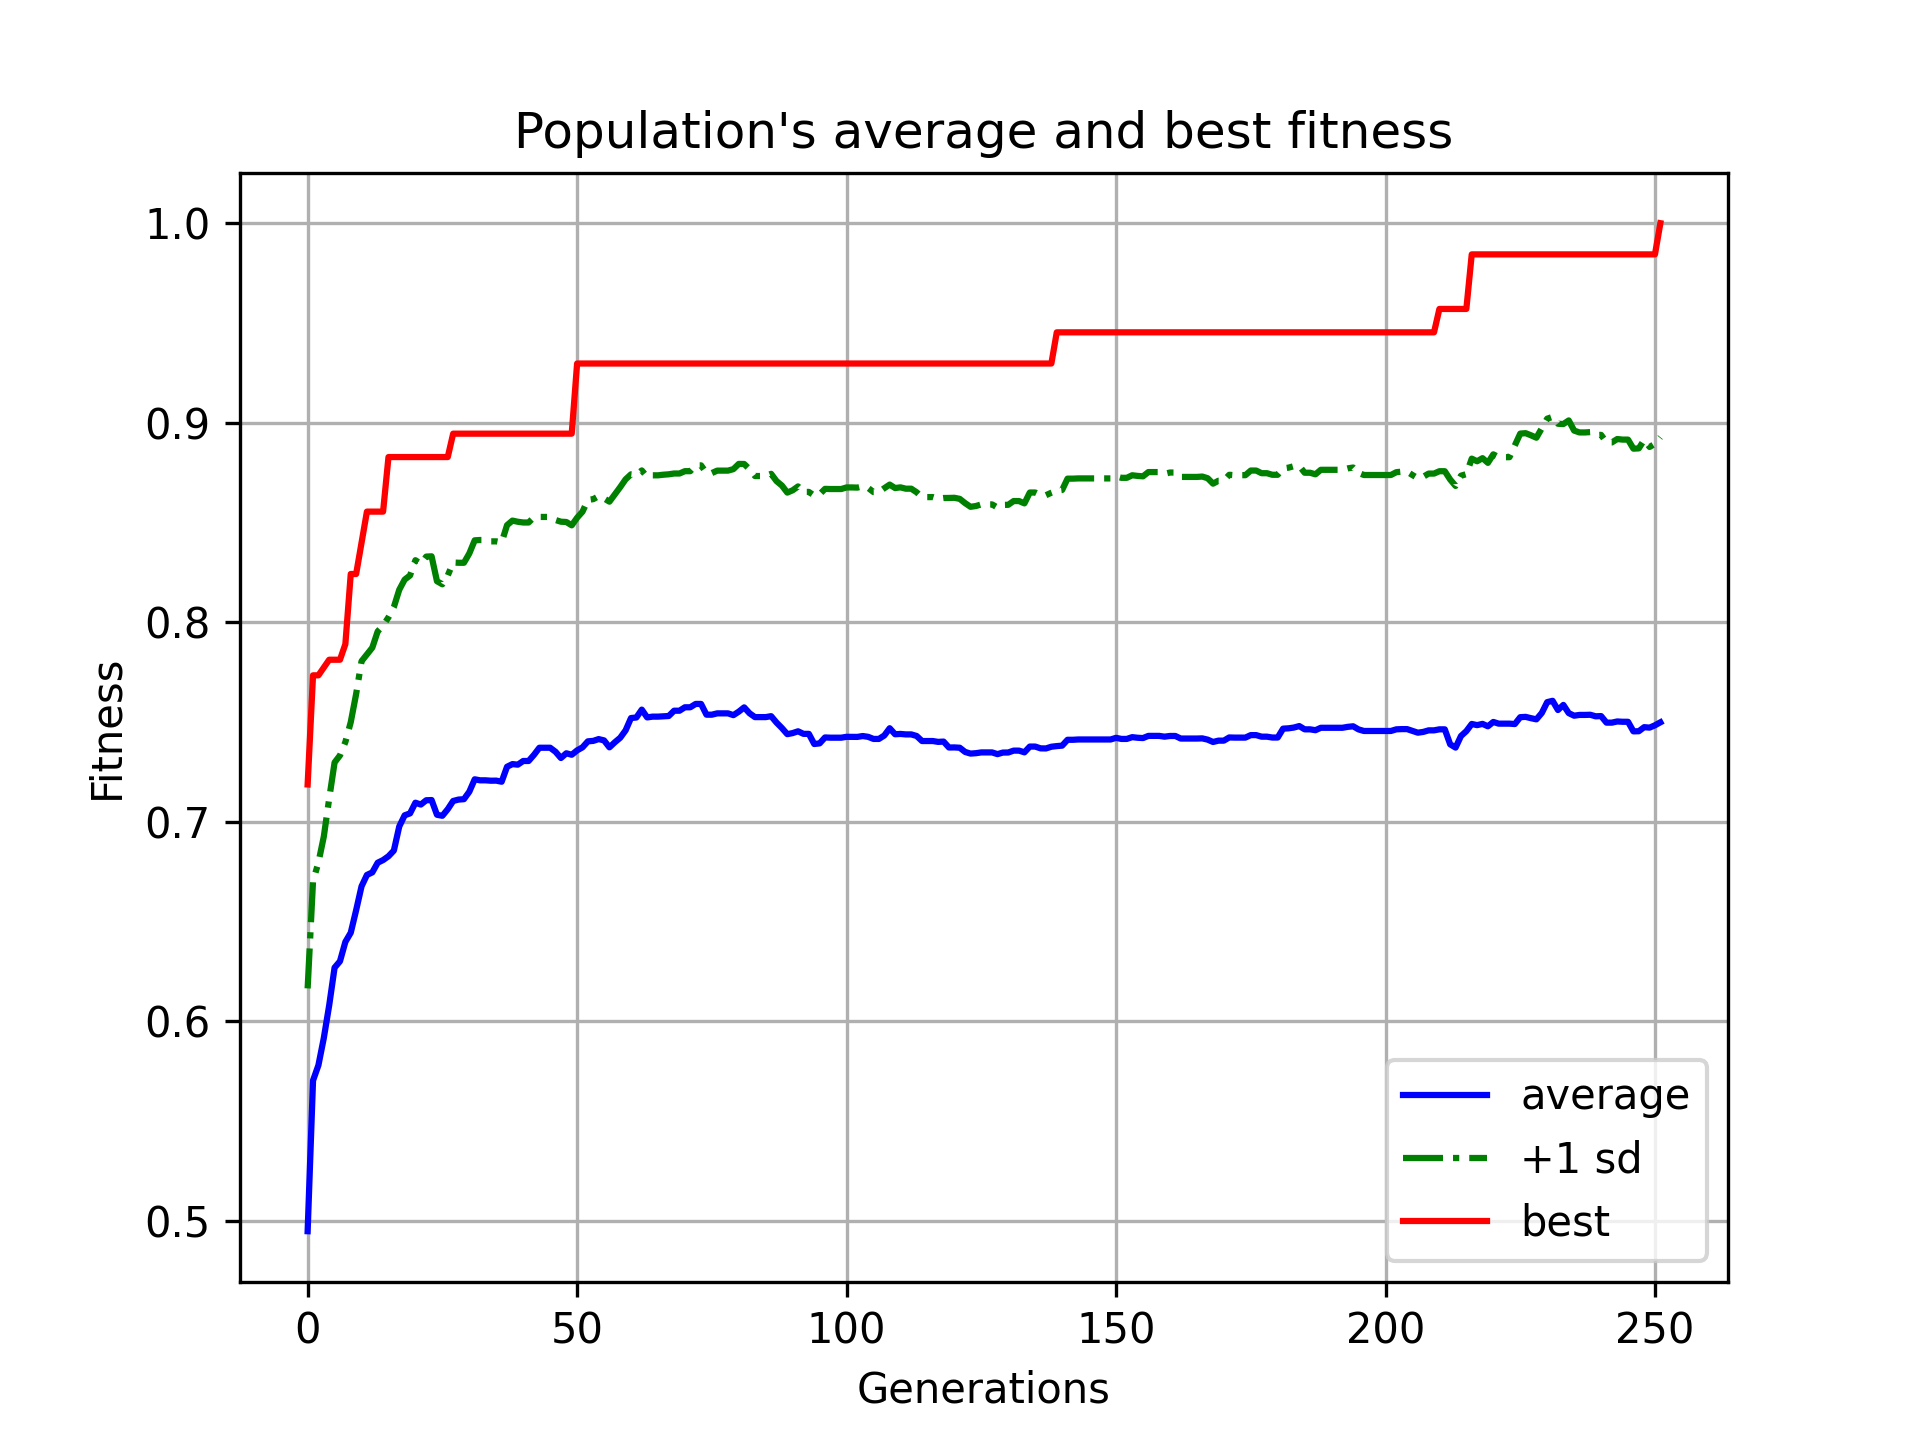 Population's average and best fitness
1.0
0.9
0.8
0.7
0.6
0.5
Fitness
average
+1 sd
best
0 50 100 150 200 250
Generations